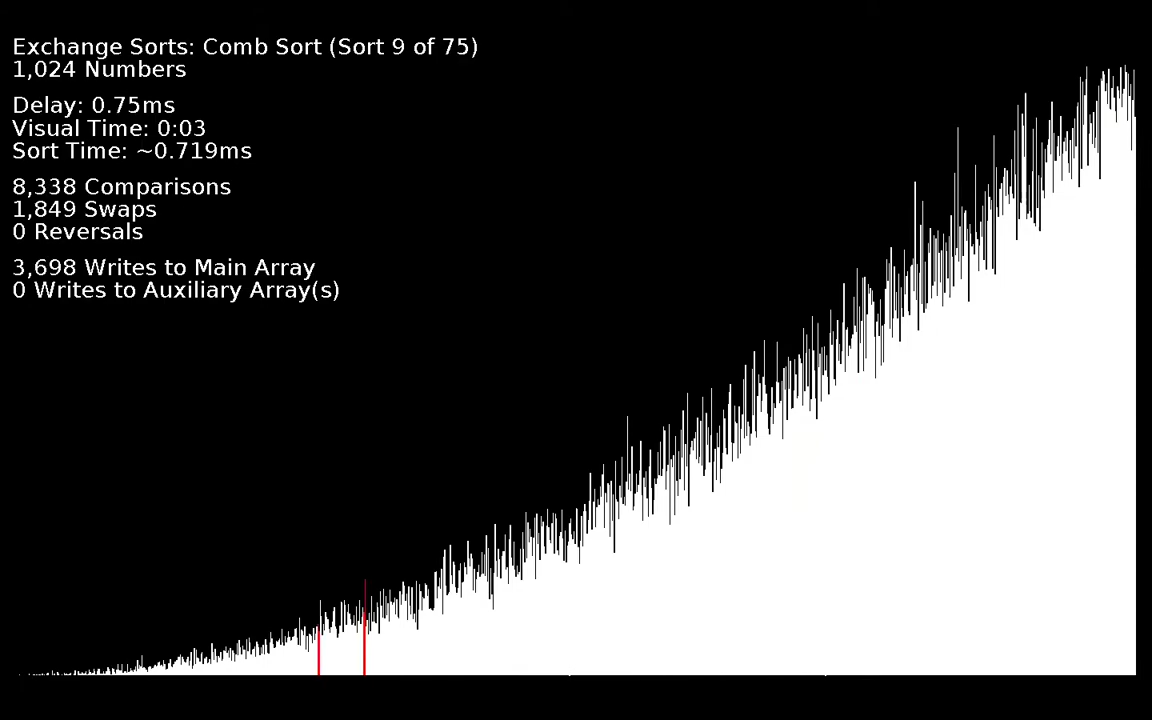 Exchange Sorts: Comb Sort (Sort 9 of 75)
1,024 Numbers
Delay: 0.75ms
Visual Time: 0:03
Sort Time: ~0.719ms
8,338 Comparisons
1,849 Swaps
0 Reversals
3,698 Writes to Main Array
0 Writes to Auxiliary Array(s)